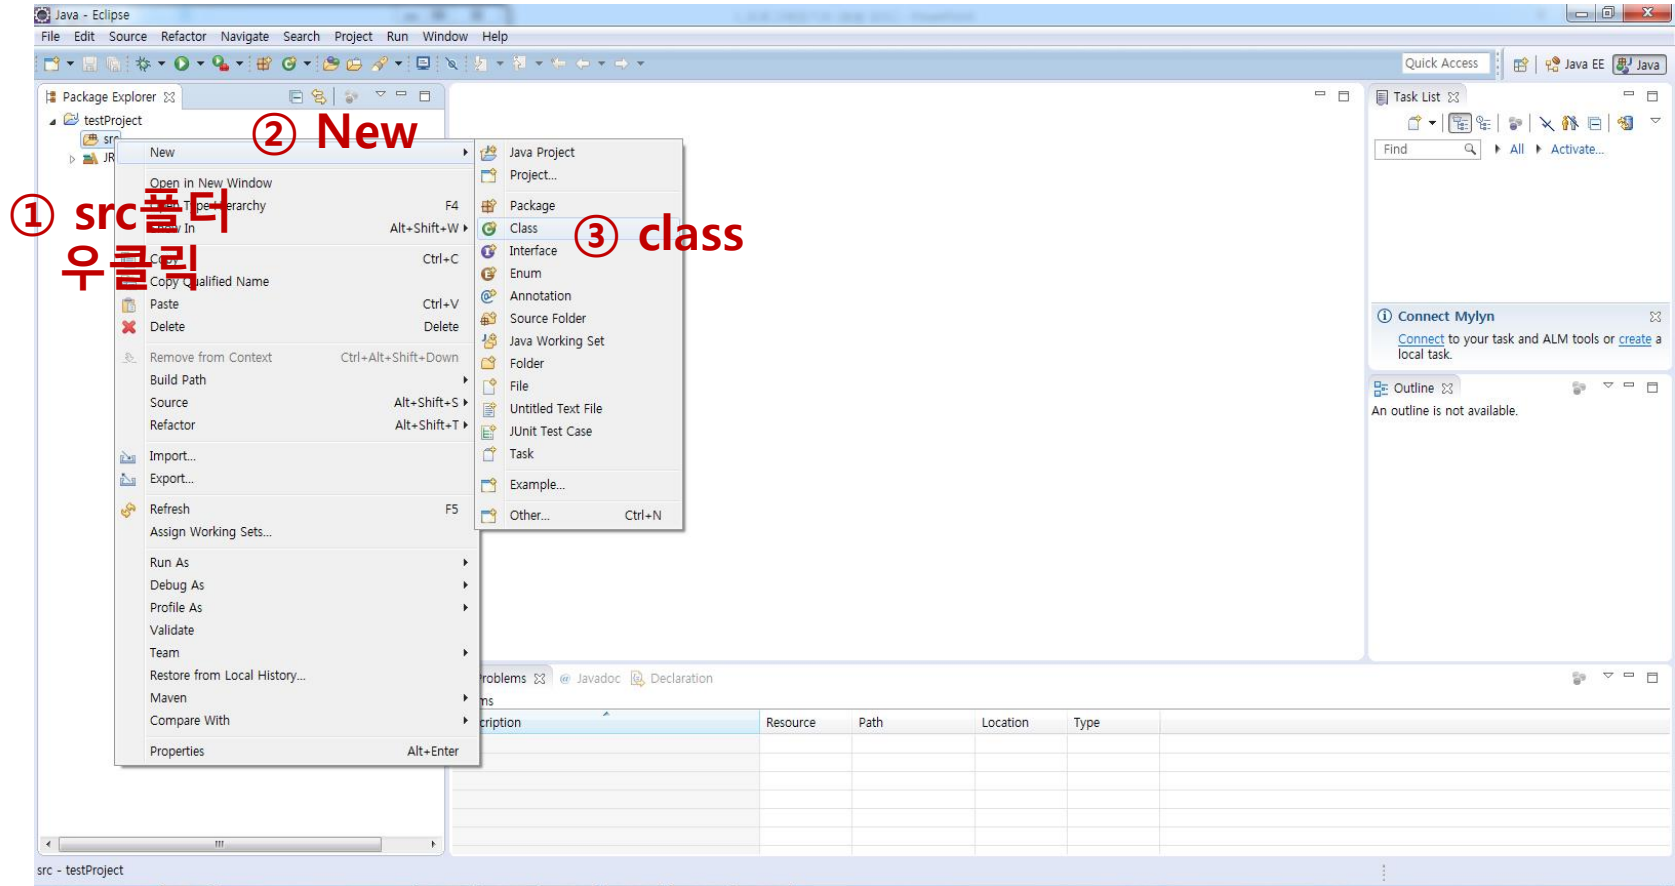 Java - Eclipse
File Edit Source Refactor Navigate Search Project Run Window Help
Quick Access
Java EE
Java
Package Explorer
testProject
src
② New
① src폴더
우클릭
③ class
New
Open in New Window
Open Type Hierarchy F4
Show In Alt+Shift+W
Copy Ctrl+C
Copy Qualified Name
Paste Ctrl+V
Delete Delete
Remove from Context Ctrl+Alt+Shift+Down
Build Path
Source Alt+Shift+S
Refactor Alt+Shift+T
Import...
Export...
Refresh F5
Assign Working Sets...
Run As
Debug As
Profile As
Validate
Team
Restore from Local History...
Maven
Compare With
Properties Alt+Enter
Java Project
Project...
Package
Class
Interface
Enum
Annotation
Source Folder
Java Working Set
Folder
File
Untitled Text File
JUnit Test Case
Task
Example...
Other... Ctrl+N
Task List
Find
All
Activate...
Connect Mylyn
Connect to your task and ALM tools or create a
local task.
Outline
An outline is not available.
Problems @ Javadoc Declaration
Resource Path Location Type
src - testProject